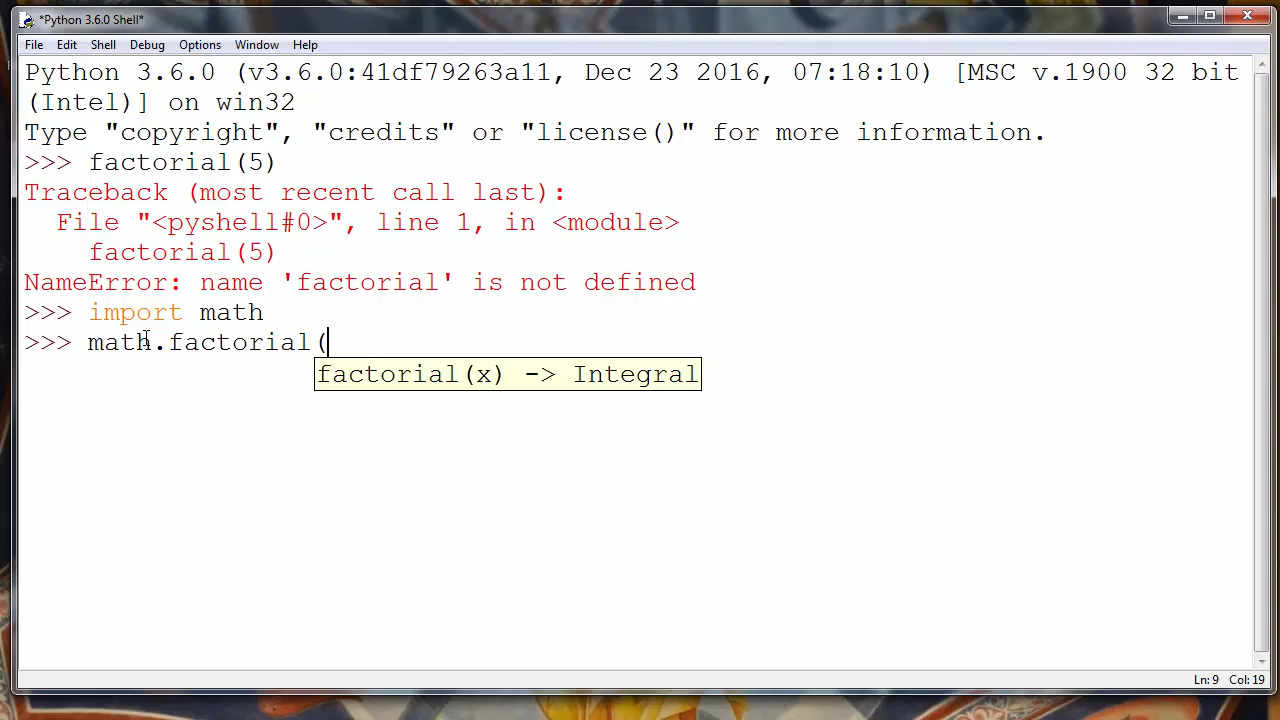 *Python 3.6.0 Shell*
File Edit Shell Debug Options Window Help
Python 3.6.0 (v3.6.0:41df79263a11, Dec 23 2016, 07:18:10) [MSC v.1900 32 bit
(Intel)] on win32
Type "copyright", "credits" or "license()" for more information.
>>> factorial(5)
Traceback (most recent call last):
  File "<pyshell#0>", line 1, in <module>
    factorial(5)
NameError: name 'factorial' is not defined
>>> import math
>>> math.factorial(
factorial(x) -> Integral
Ln: 9 Col: 19